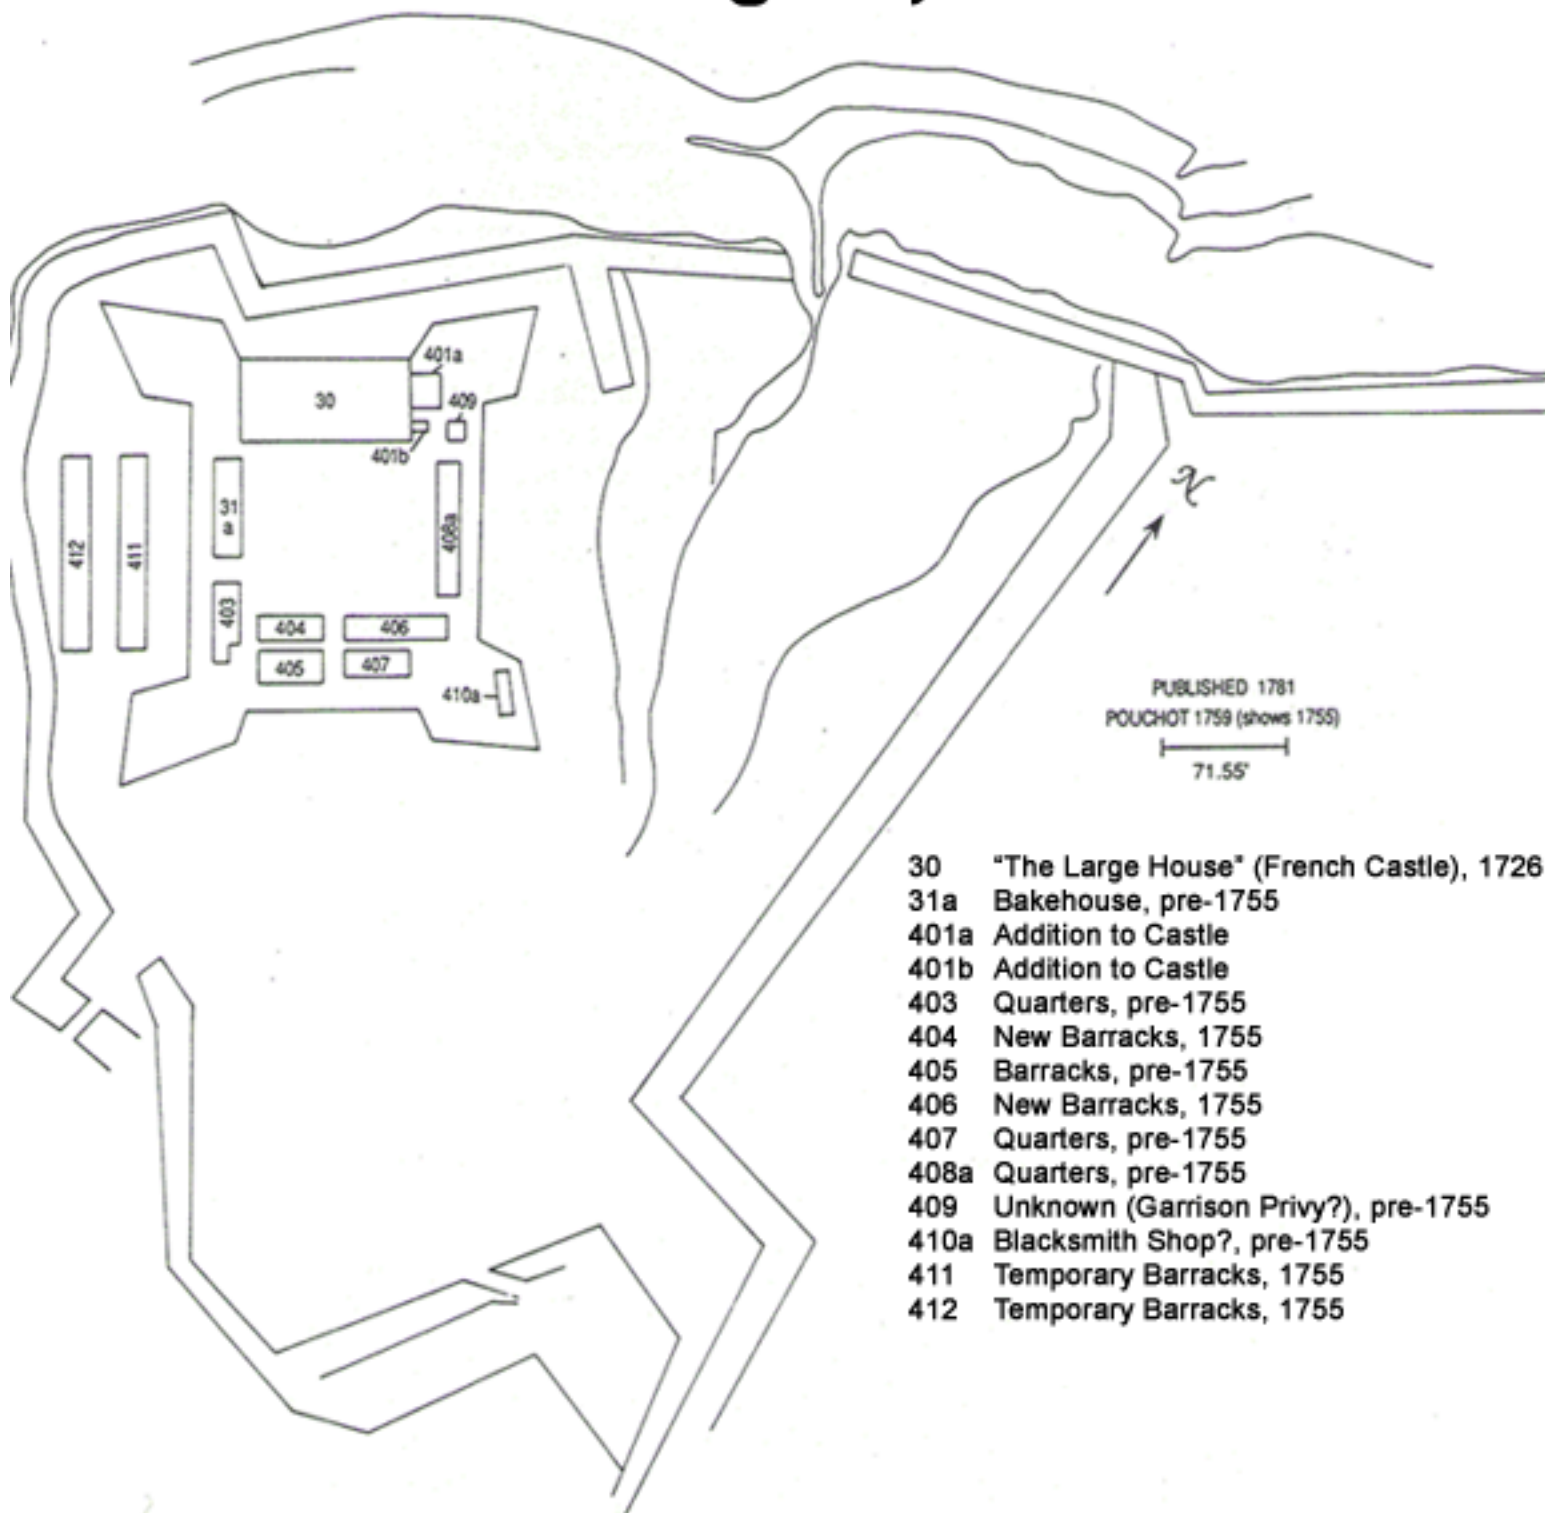 401a
30
409
401b
31
a
408a
412
411
403
404
406
405
407
410a
N
PUBLISHED 1781
POUCHOT 1759 (shows 1755)
71.55'
30 "The Large House" (French Castle), 1726
31a Bakehouse, pre-1755
401a Addition to Castle
401b Addition to Castle
403 Quarters, pre-1755
404 New Barracks, 1755
405 Barracks, pre-1755
406 New Barracks, 1755
407 Quarters, pre-1755
408a Quarters, pre-1755
409 Unknown (Garrison Privy?), pre-1755
410a Blacksmith Shop?, pre-1755
411 Temporary Barracks, 1755
412 Temporary Barracks, 1755